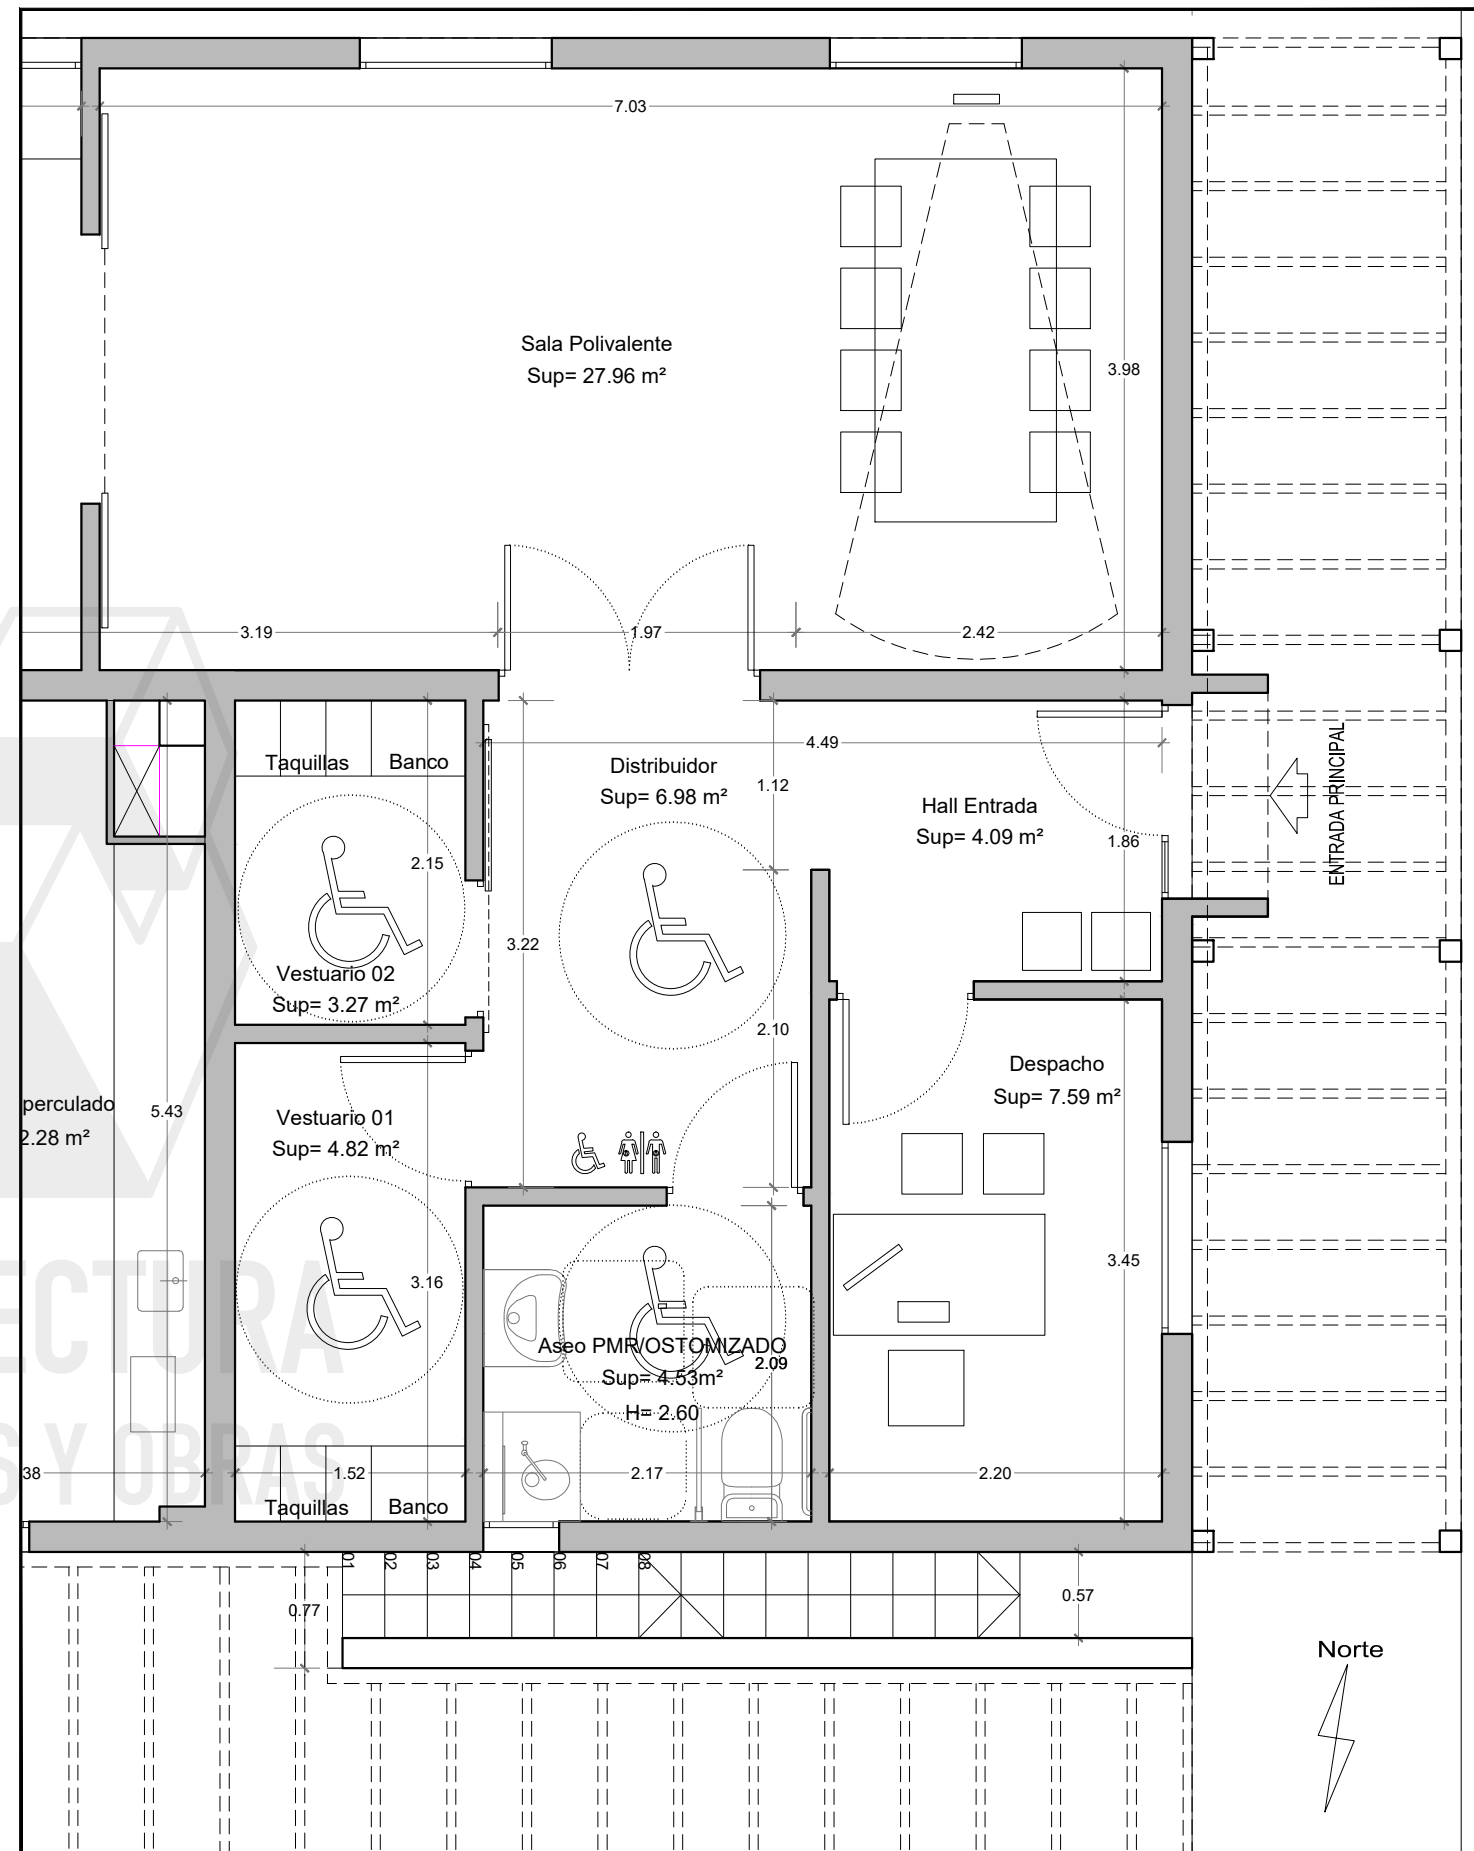 7.03
Sala Polivalente
Sup= 27.96 m²
3.98
3.19
1.97
2.42
Taquillas
Banco
4.49
Distribuidor
Sup= 6.98 m²
1.12
Hall Entrada
Sup= 4.09 m²
1.86
ENTRADA PRINCIPAL
2.15
3.22
Vestuario 02
Sup= 3.27 m²
2.10
Despacho
Sup= 7.59 m²
perculado
2.28 m²
5.43
Vestuario 01
Sup= 4.82 m²
3.16
3.45
Aseo PMR/OSTOMIZADO
Sup= 4.53m²
2.09
H= 2.60
ECTURA
S Y OBRAS
38
1.52
2.17
2.20
Taquillas
Banco
01
02
03
04
05
06
07
08
0.77
0.57
Norte